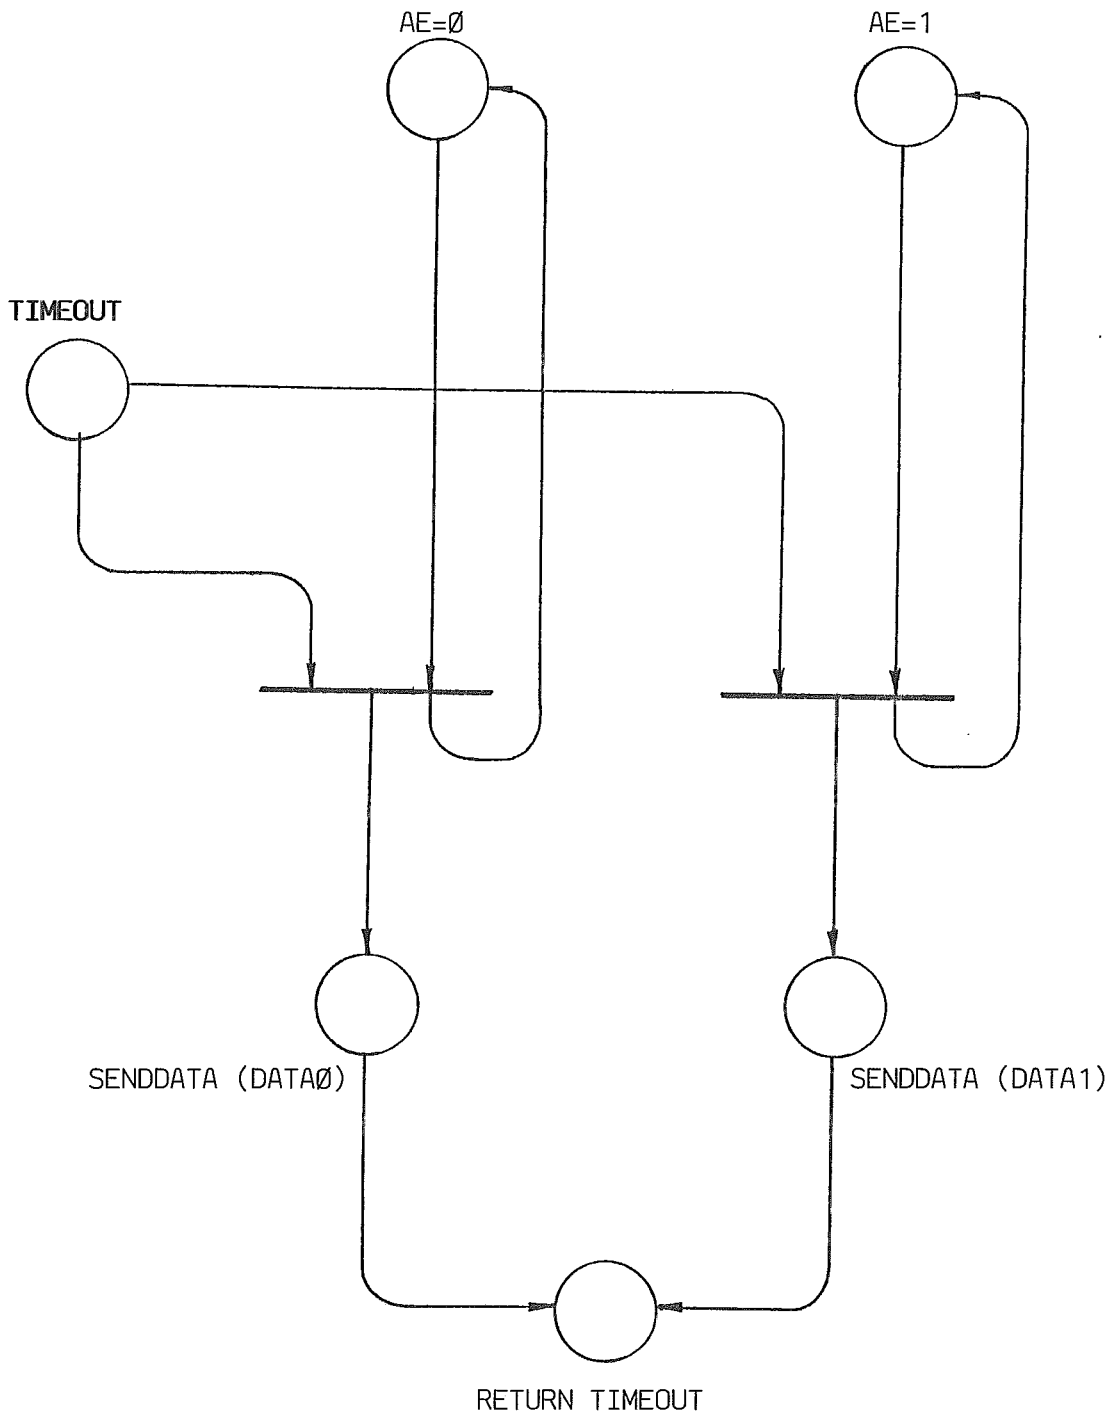 AE=Ø
AE=1
TIMEOUT
SENDDATA (DATAØ)
SENDDATA (DATA1)
RETURN TIMEOUT